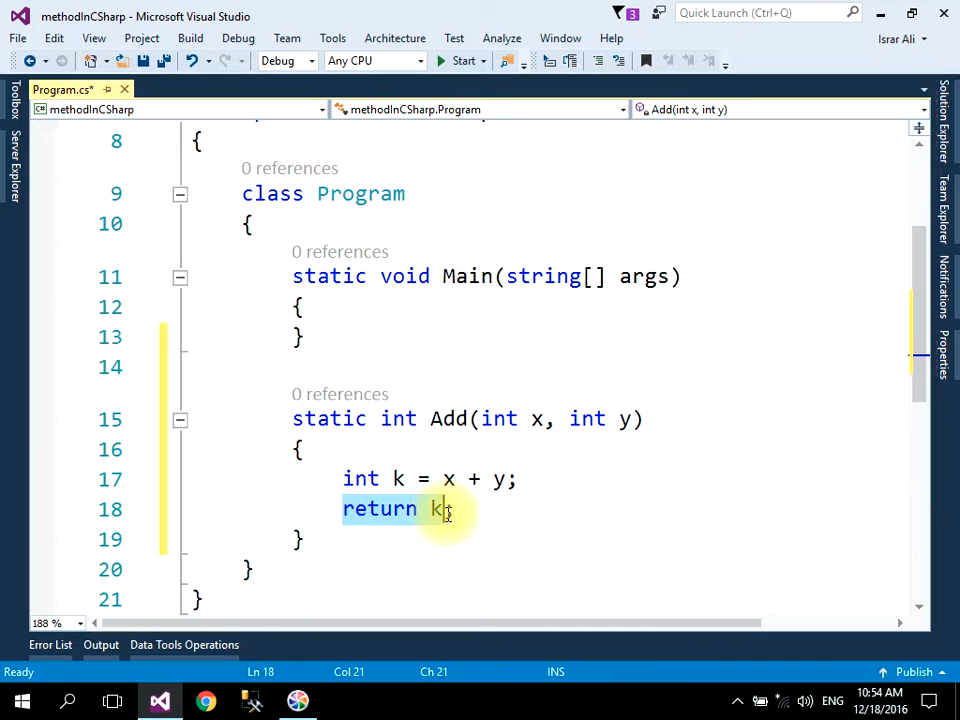 methodInCSharp - Microsoft Visual Studio
3
Quick Launch (Ctrl+Q)
File Edit View Project Build Debug Team Tools Architecture Test Analyze Window Help
Israr Ali
Debug Any CPU Start
Program.cs*
methodInCSharp methodInCSharp.Program Add(int x, int y)
Toolbox
Server Explorer
8 {
0 references
9 class Program
10 {
0 references
11 static void Main(string[] args)
12 {
13 }
14
0 references
15 static int Add(int x, int y)
16 {
17 int k = x + y;
18 return k;
19 }
20 }
21 }
Solution Explorer
Team Explorer
Notifications
Properties
188 %
Error List Output Data Tools Operations
Ready Ln 18 Col 21 Ch 21 INS Publish
ENG
10:54 AM
12/18/2016